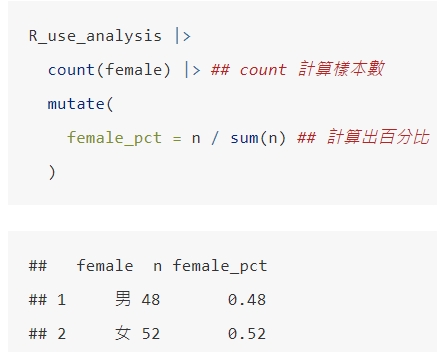 R_use_analysis |>
  count(female) |> ## count 計算樣本數
  mutate(
    female_pct = n / sum(n) ## 計算出百分比
  )
##   female  n female_pct
## 1     男 48       0.48
## 2     女 52       0.52